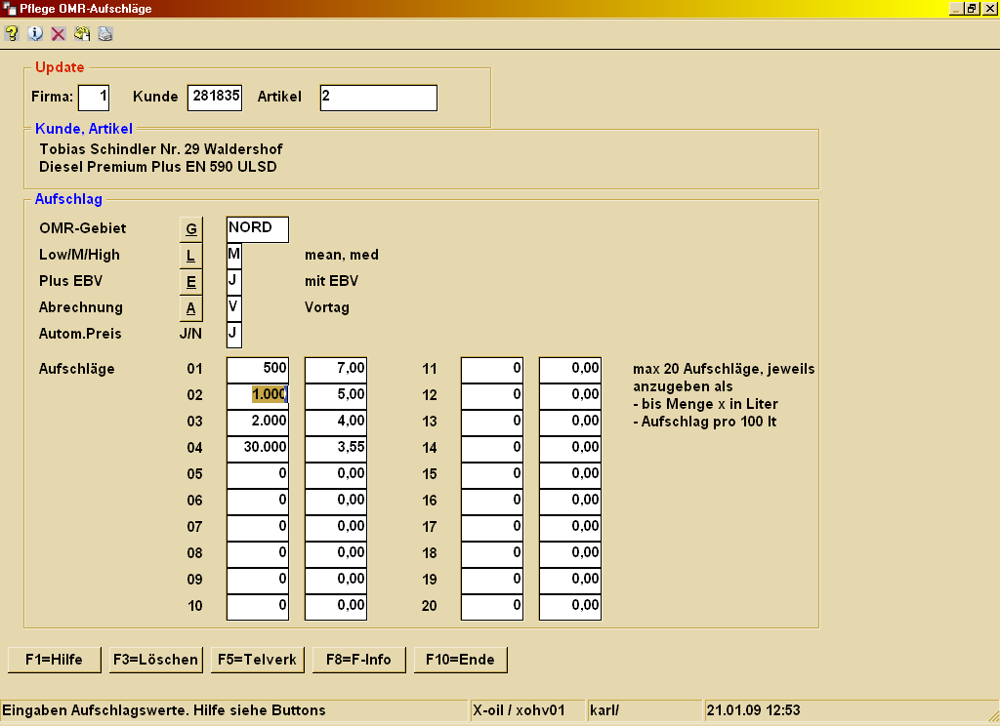 Pflege OMR-Aufschläge
Update
Firma: 1 Kunde 281835 Artikel 2
Kunde, Artikel
Tobias Schindler Nr. 29 Waldershof
Diesel Premium Plus EN 590 ULSD
Aufschlag
OMR-Gebiet G NORD
Low/M/High L M mean, med
Plus EBV E J mit EBV
Abrechnung A V Vortag
Autom.Preis J/N J
Aufschläge 01 500 7,00 11 0 0,00 max 20 Aufschläge, jeweils
anzugeben als
02 1.000 5,00 12 0 0,00 - bis Menge x in Liter
03 2.000 4,00 13 0 0,00 - Aufschlag pro 100 lt
04 30.000 3,55 14 0 0,00
05 0 0,00 15 0 0,00
06 0 0,00 16 0 0,00
07 0 0,00 17 0 0,00
08 0 0,00 18 0 0,00
09 0 0,00 19 0 0,00
10 0 0,00 20 0 0,00
F1=Hilfe F3=Löschen F5=Telverk F8=F-Info F10=Ende
Eingaben Aufschlagswerte. Hilfe siehe Buttons X-oil / xohv01 karl/ 21.01.09 12:53